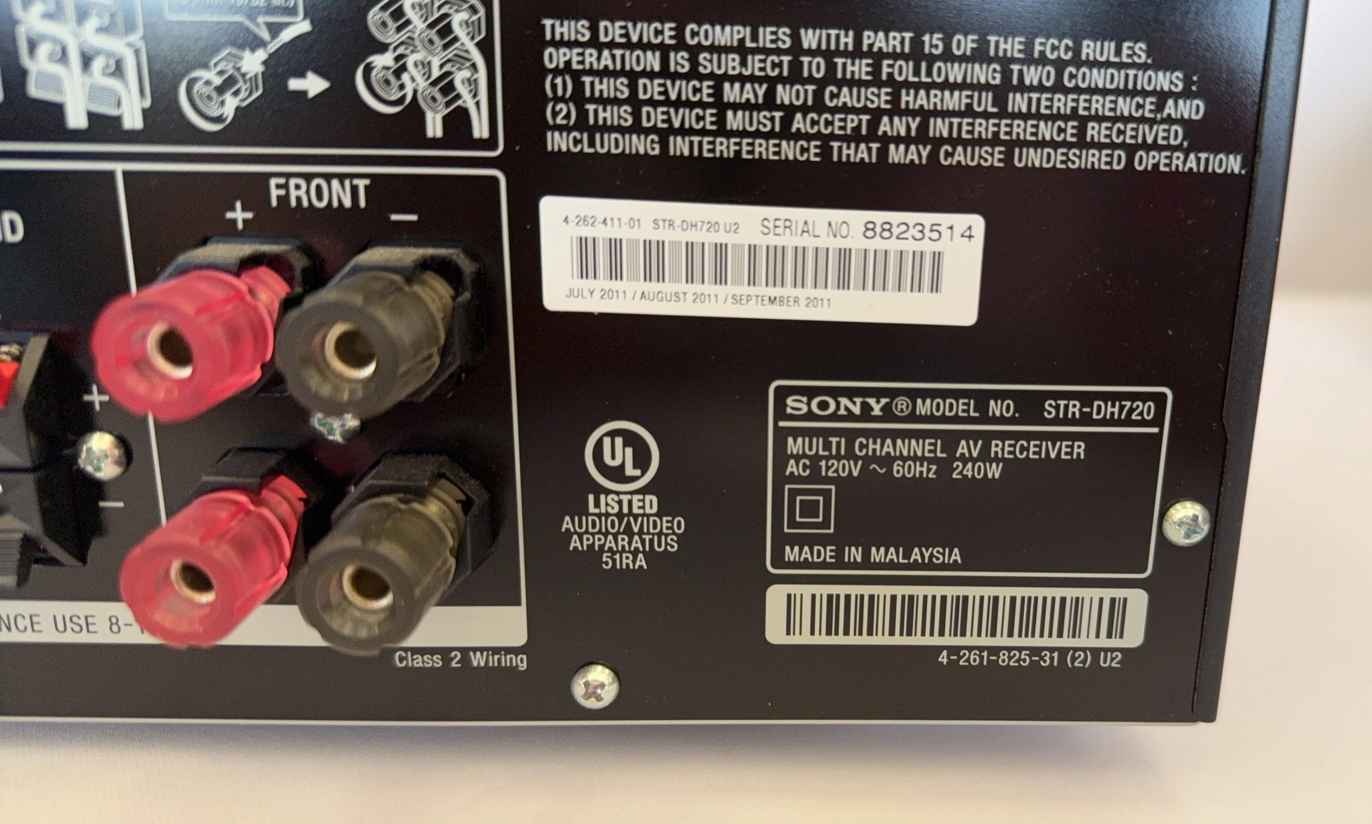 THIS DEVICE COMPLIES WITH PART 15 OF THE FCC RULES.
OPERATION IS SUBJECT TO THE FOLLOWING TWO CONDITIONS :
(1) THIS DEVICE MAY NOT CAUSE HARMFUL INTERFERENCE,AND
(2) THIS DEVICE MUST ACCEPT ANY INTERFERENCE RECEIVED,
INCLUDING INTERFERENCE THAT MAY CAUSE UNDESIRED OPERATION.
FRONT
+ −
4-262-411-01 STR-DH720 U2 SERIAL NO. 8823514
JULY 2011 / AUGUST 2011 / SEPTEMBER 2011
+
−
UL
LISTED
AUDIO/VIDEO
APPARATUS
51RA
SONY® MODEL NO. STR-DH720
MULTI CHANNEL AV RECEIVER
AC 120V ~ 60Hz 240W
MADE IN MALAYSIA
USE 8-
Class 2 Wiring
4-261-825-31 (2) U2